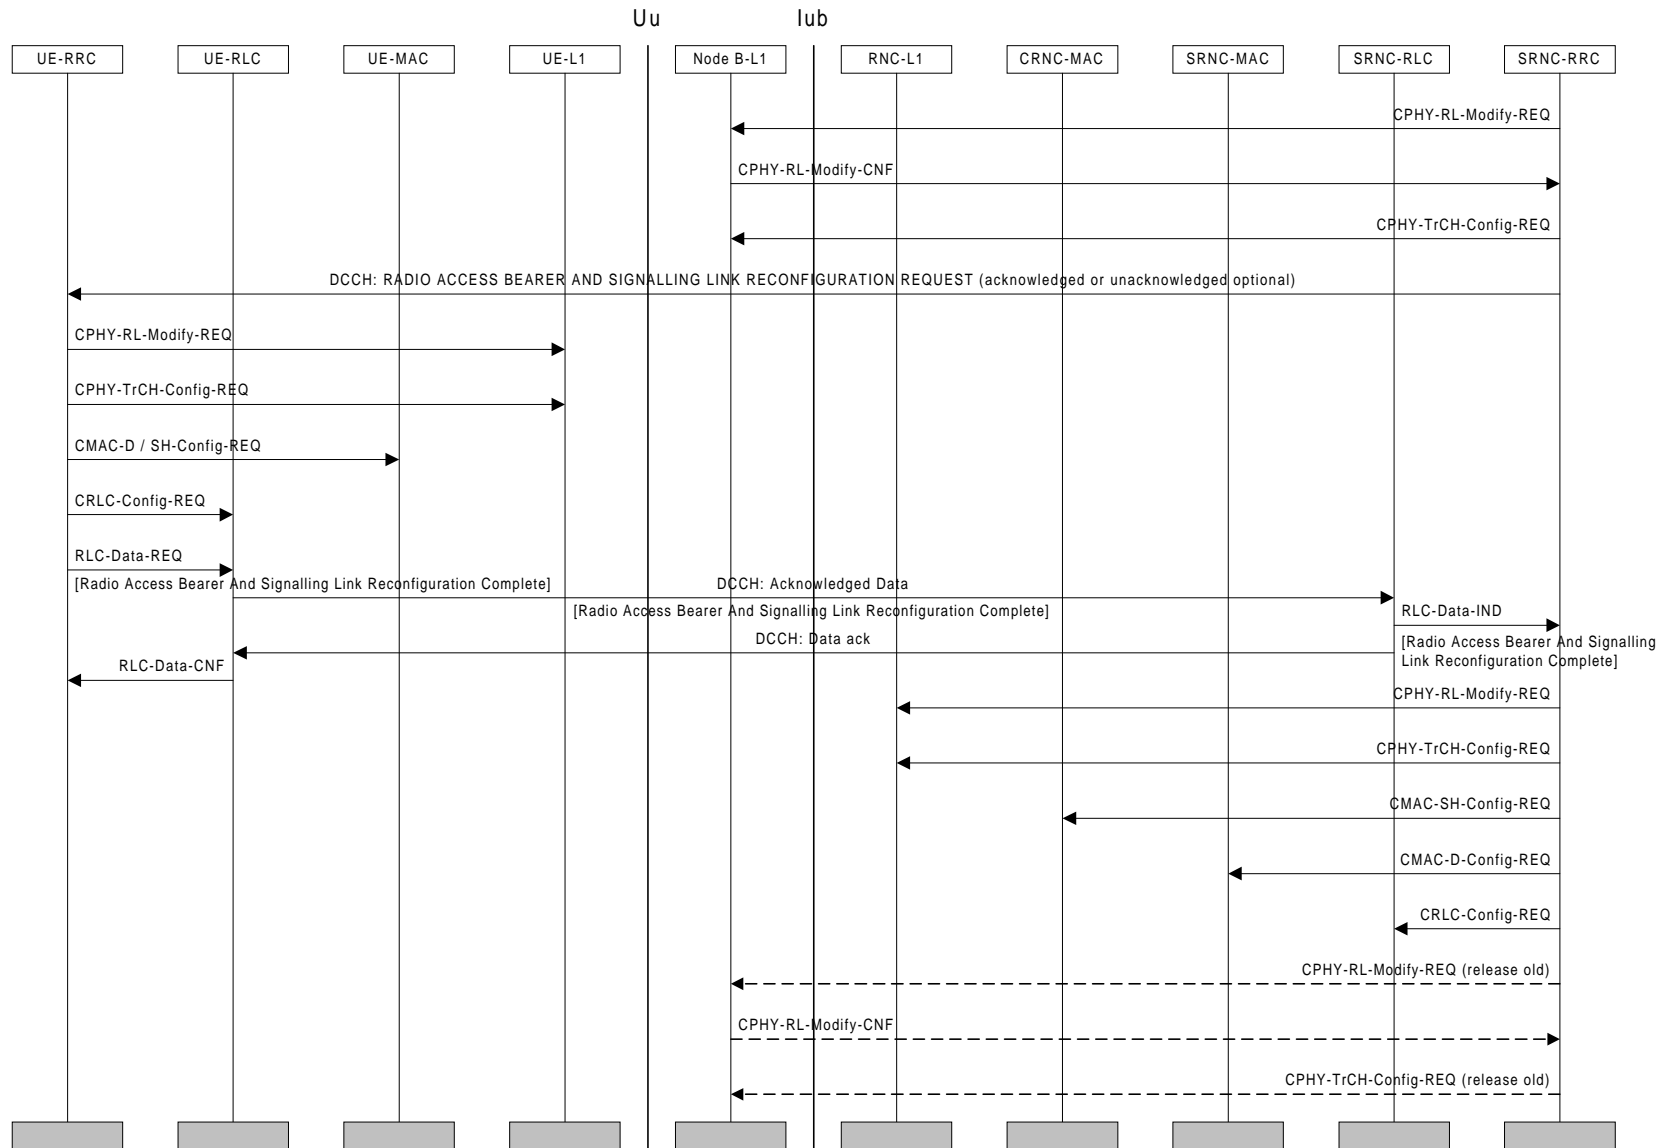 Uu Iub
UE-RRC UE-RLC UE-MAC UE-L1 Node B-L1 RNC-L1 CRNC-MAC SRNC-MAC SRNC-RLC SRNC-RRC
CPHY-RL-Modify-REQ
CPHY-RL-Modify-CNF
CPHY-TrCH-Config-REQ
DCCH: RADIO ACCESS BEARER AND SIGNALLING LINK RECONFIGURATION REQUEST (acknowledged or unacknowledged optional)
CPHY-RL-Modify-REQ
CPHY-TrCH-Config-REQ
CMAC-D / SH-Config-REQ
CRLC-Config-REQ
RLC-Data-REQ
[Radio Access Bearer And Signalling Link Reconfiguration Complete]
DCCH: Acknowledged Data
[Radio Access Bearer And Signalling Link Reconfiguration Complete]
RLC-Data-IND
DCCH: Data ack
[Radio Access Bearer And Signalling
Link Reconfiguration Complete]
RLC-Data-CNF
CPHY-RL-Modify-REQ
CPHY-TrCH-Config-REQ
CMAC-SH-Config-REQ
CMAC-D-Config-REQ
CRLC-Config-REQ
CPHY-RL-Modify-REQ (release old)
CPHY-RL-Modify-CNF
CPHY-TrCH-Config-REQ (release old)